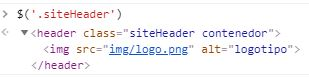 > $('.siteHeader')
<· ▼<header class="siteHeader contenedor">
<img src="img/logo.png" alt="logotipo">
</header>